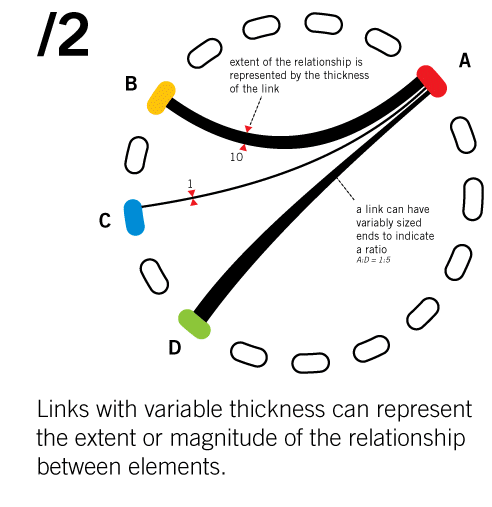 /2
A
extent of the relationship is
represented by the thickness
of the link
B
10
1
C
a link can have
variably sized
ends to indicate
a ratio
A:D = 1:5
D
Links with variable thickness can represent
the extent or magnitude of the relationship
between elements.